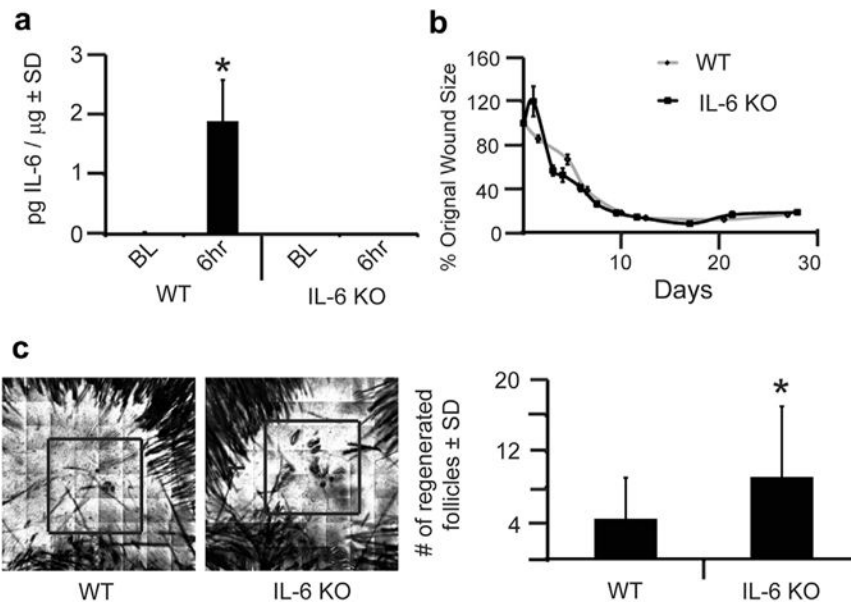 a
pg IL-6 / μg ± SD
3
2
1
0
*
BL
6hr
BL
6hr
WT
IL-6 KO
b
% Orignal Wound Size
160
120
80
40
0
WT
IL-6 KO
10
20
30
Days
c
WT
IL-6 KO
# of regenerated
follicles ± SD
20
12
4
*
WT
IL-6 KO